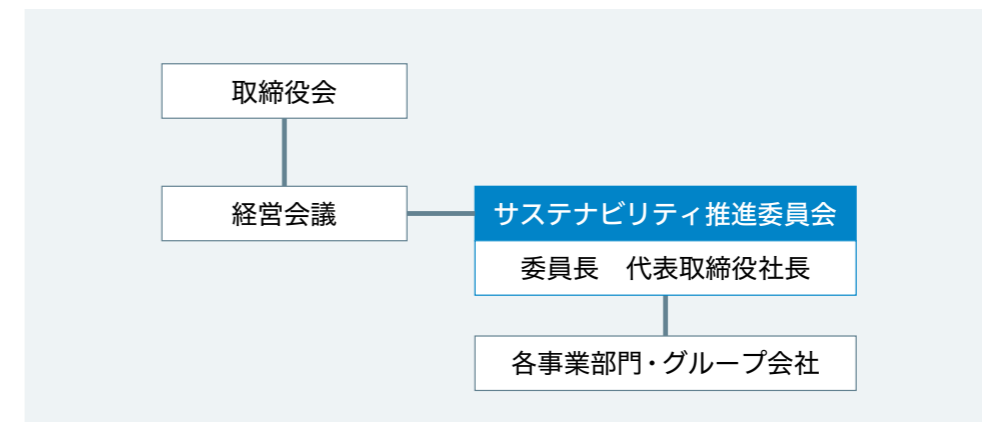 取締役会
経営会議
サステナビリティ推進委員会
委員長　代表取締役社長
各事業部門・グループ会社